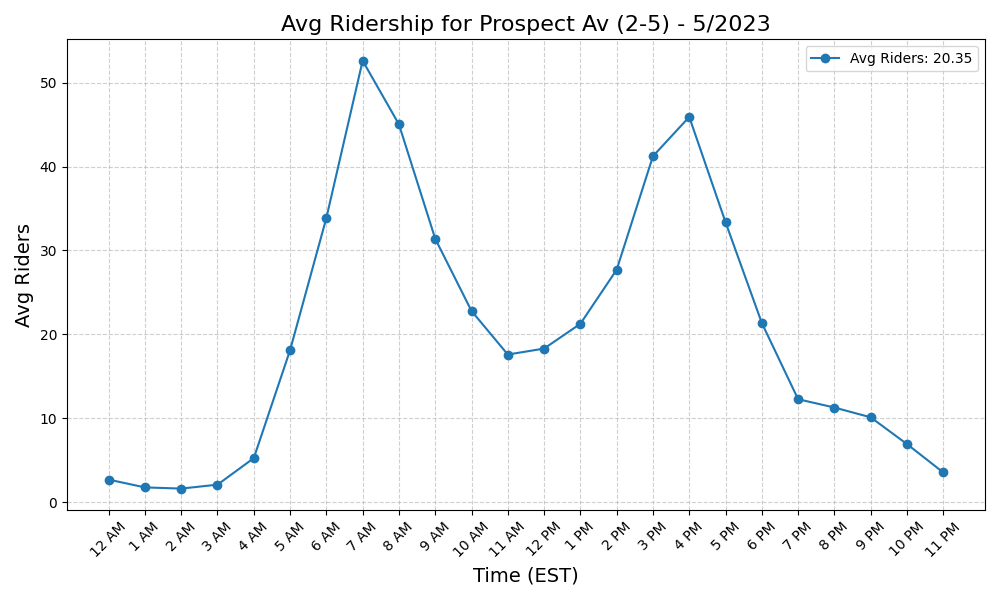 Avg Ridership for Prospect Av (2-5) - 5/2023
Avg Riders: 20.35
Avg Riders
50
40
30
20
10
0
12 AM
1 AM
2 AM
3 AM
4 AM
5 AM
6 AM
7 AM
8 AM
9 AM
10 AM
11 AM
12 PM
1 PM
2 PM
3 PM
4 PM
5 PM
6 PM
7 PM
8 PM
9 PM
10 PM
11 PM
Time (EST)